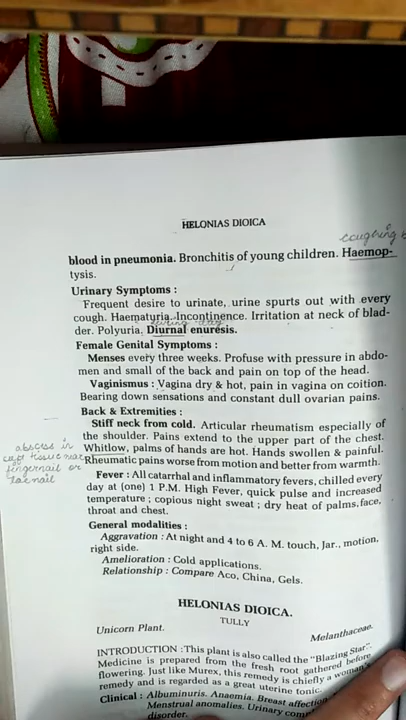 HELONIAS DIOICA
coughing
blood in pneumonia. Bronchitis of young children. Haemop-
tysis.
Urinary Symptoms :
Frequent desire to urinate, urine spurts out with every
cough. Haematuria. Incontinence. Irritation at neck of blad-
during day
der. Polyuria. Diurnal enuresis.
Female Genital Symptoms :
Menses every three weeks. Profuse with pressure in abdo-
men and small of the back and pain on top of the head.
Vaginismus : Vagina dry & hot, pain in vagina on coition.
Bearing down sensations and constant dull ovarian pains.
Back & Extremities :
Stiff neck from cold. Articular rheumatism especially of
the shoulder. Pains extend to the upper part of the chest.
abscess in
soft tissue near
fingernail or
toe nail
Whitlow, palms of hands are hot. Hands swollen & painful.
Rheumatic pains worse from motion and better from warmth.
Fever : All catarrhal and inflammatory fevers, chilled every
day at (one) 1 P.M. High Fever, quick pulse and increased
temperature ; copious night sweat ; dry heat of palms, face,
throat and chest.
General modalities :
Aggravation : At night and 4 to 6 A. M. touch, Jar., motion,
right side.
Amelioration : Cold applications.
Relationship : Compare Aco, China, Gels.
HELONIAS DIOICA.
TULLY
Unicorn Plant. Melanthaceae.
INTRODUCTION : This plant is also called the "Blazing Star".
Medicine is prepared from the fresh root gathered before
flowering. Just like Murex, this remedy is chiefly a woman's
remedy and is regarded as a great uterine tonic.
Clinical : Albuminuris. Anaemia. Breast
Menstrual anomalies. Urinary
disorder.